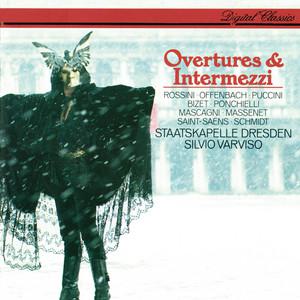 Digital Classics
Overtures &
Intermezzi
ROSSINI · OFFENBACH · PUCCINI
BIZET · PONCHIELLI
MASCAGNI · MASSENET
SAINT-SAËNS · SCHMIDT
STAATSKAPELLE DRESDEN
SILVIO VARVISO